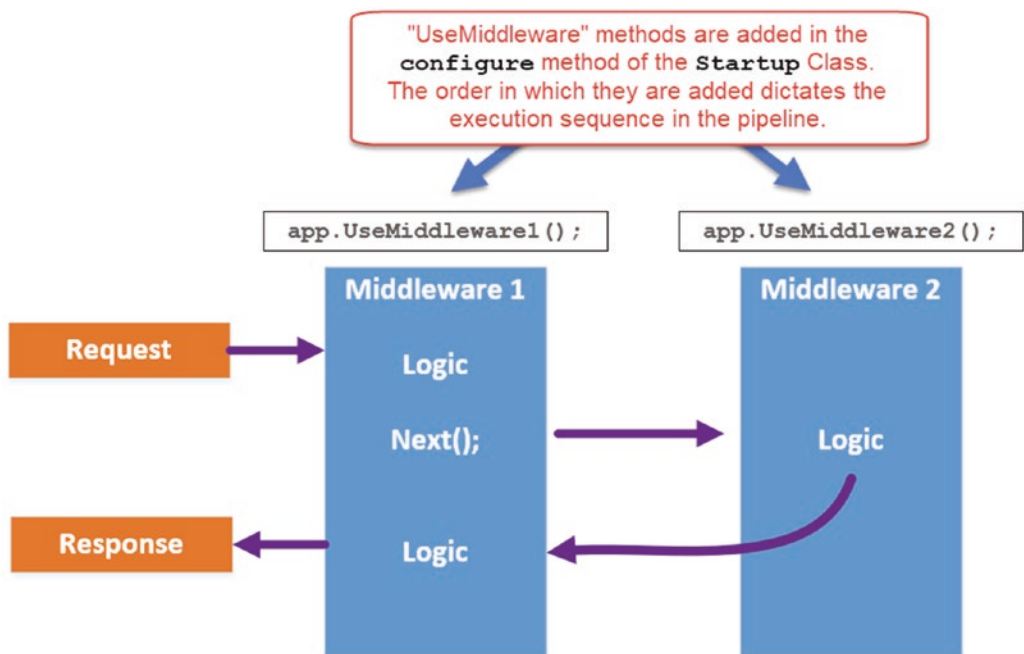 "UseMiddleware" methods are added in the
configure method of the Startup Class.
The order in which they are added dictates the
execution sequence in the pipeline.
app.UseMiddleware1();
app.UseMiddleware2();
Middleware 1
Middleware 2
Request
Logic
Next();
Logic
Response
Logic